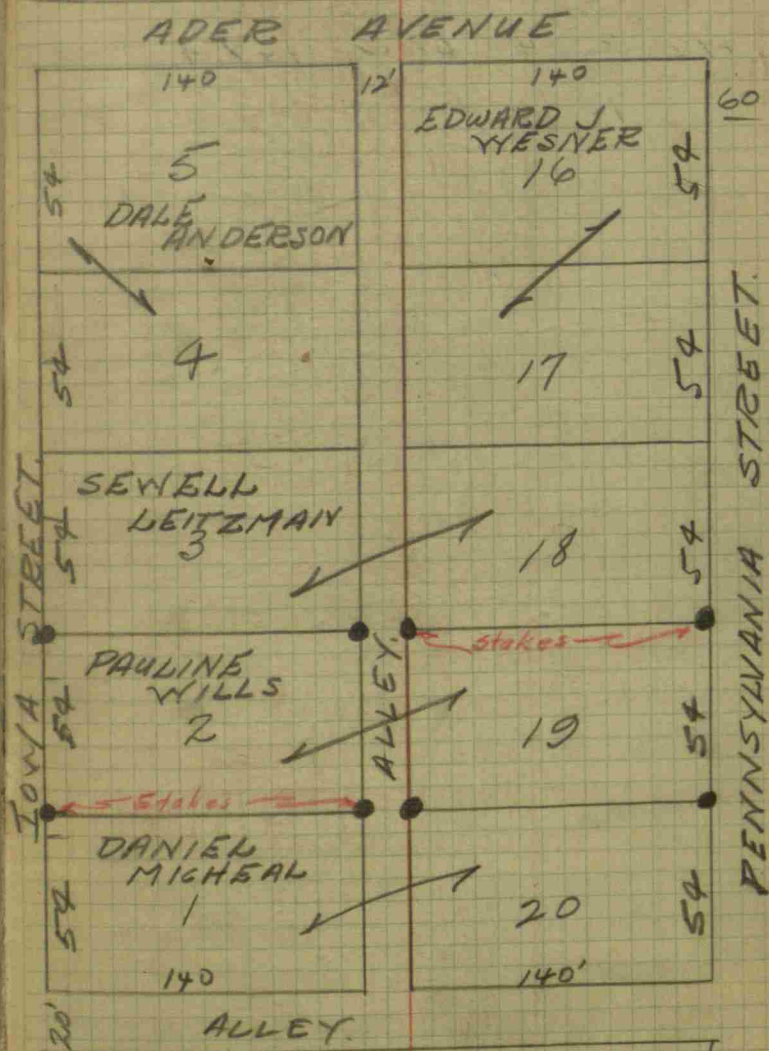 ADER AVENUE
140
12'
140
60
54
5
DALE
ANDERSON
EDWARD J
WESNER
16
54
54
4
17
54
IOWA STREET.
PENNSYLVANIA STREET.
54
SEWELL
LEITZMAN
3
18
54
Stakes
ALLEY.
54
PAULINE
WILLS
2
19
54
Stakes
54
DANIEL
MICHEAL
1
20
54
140
140'
20'
ALLEY.